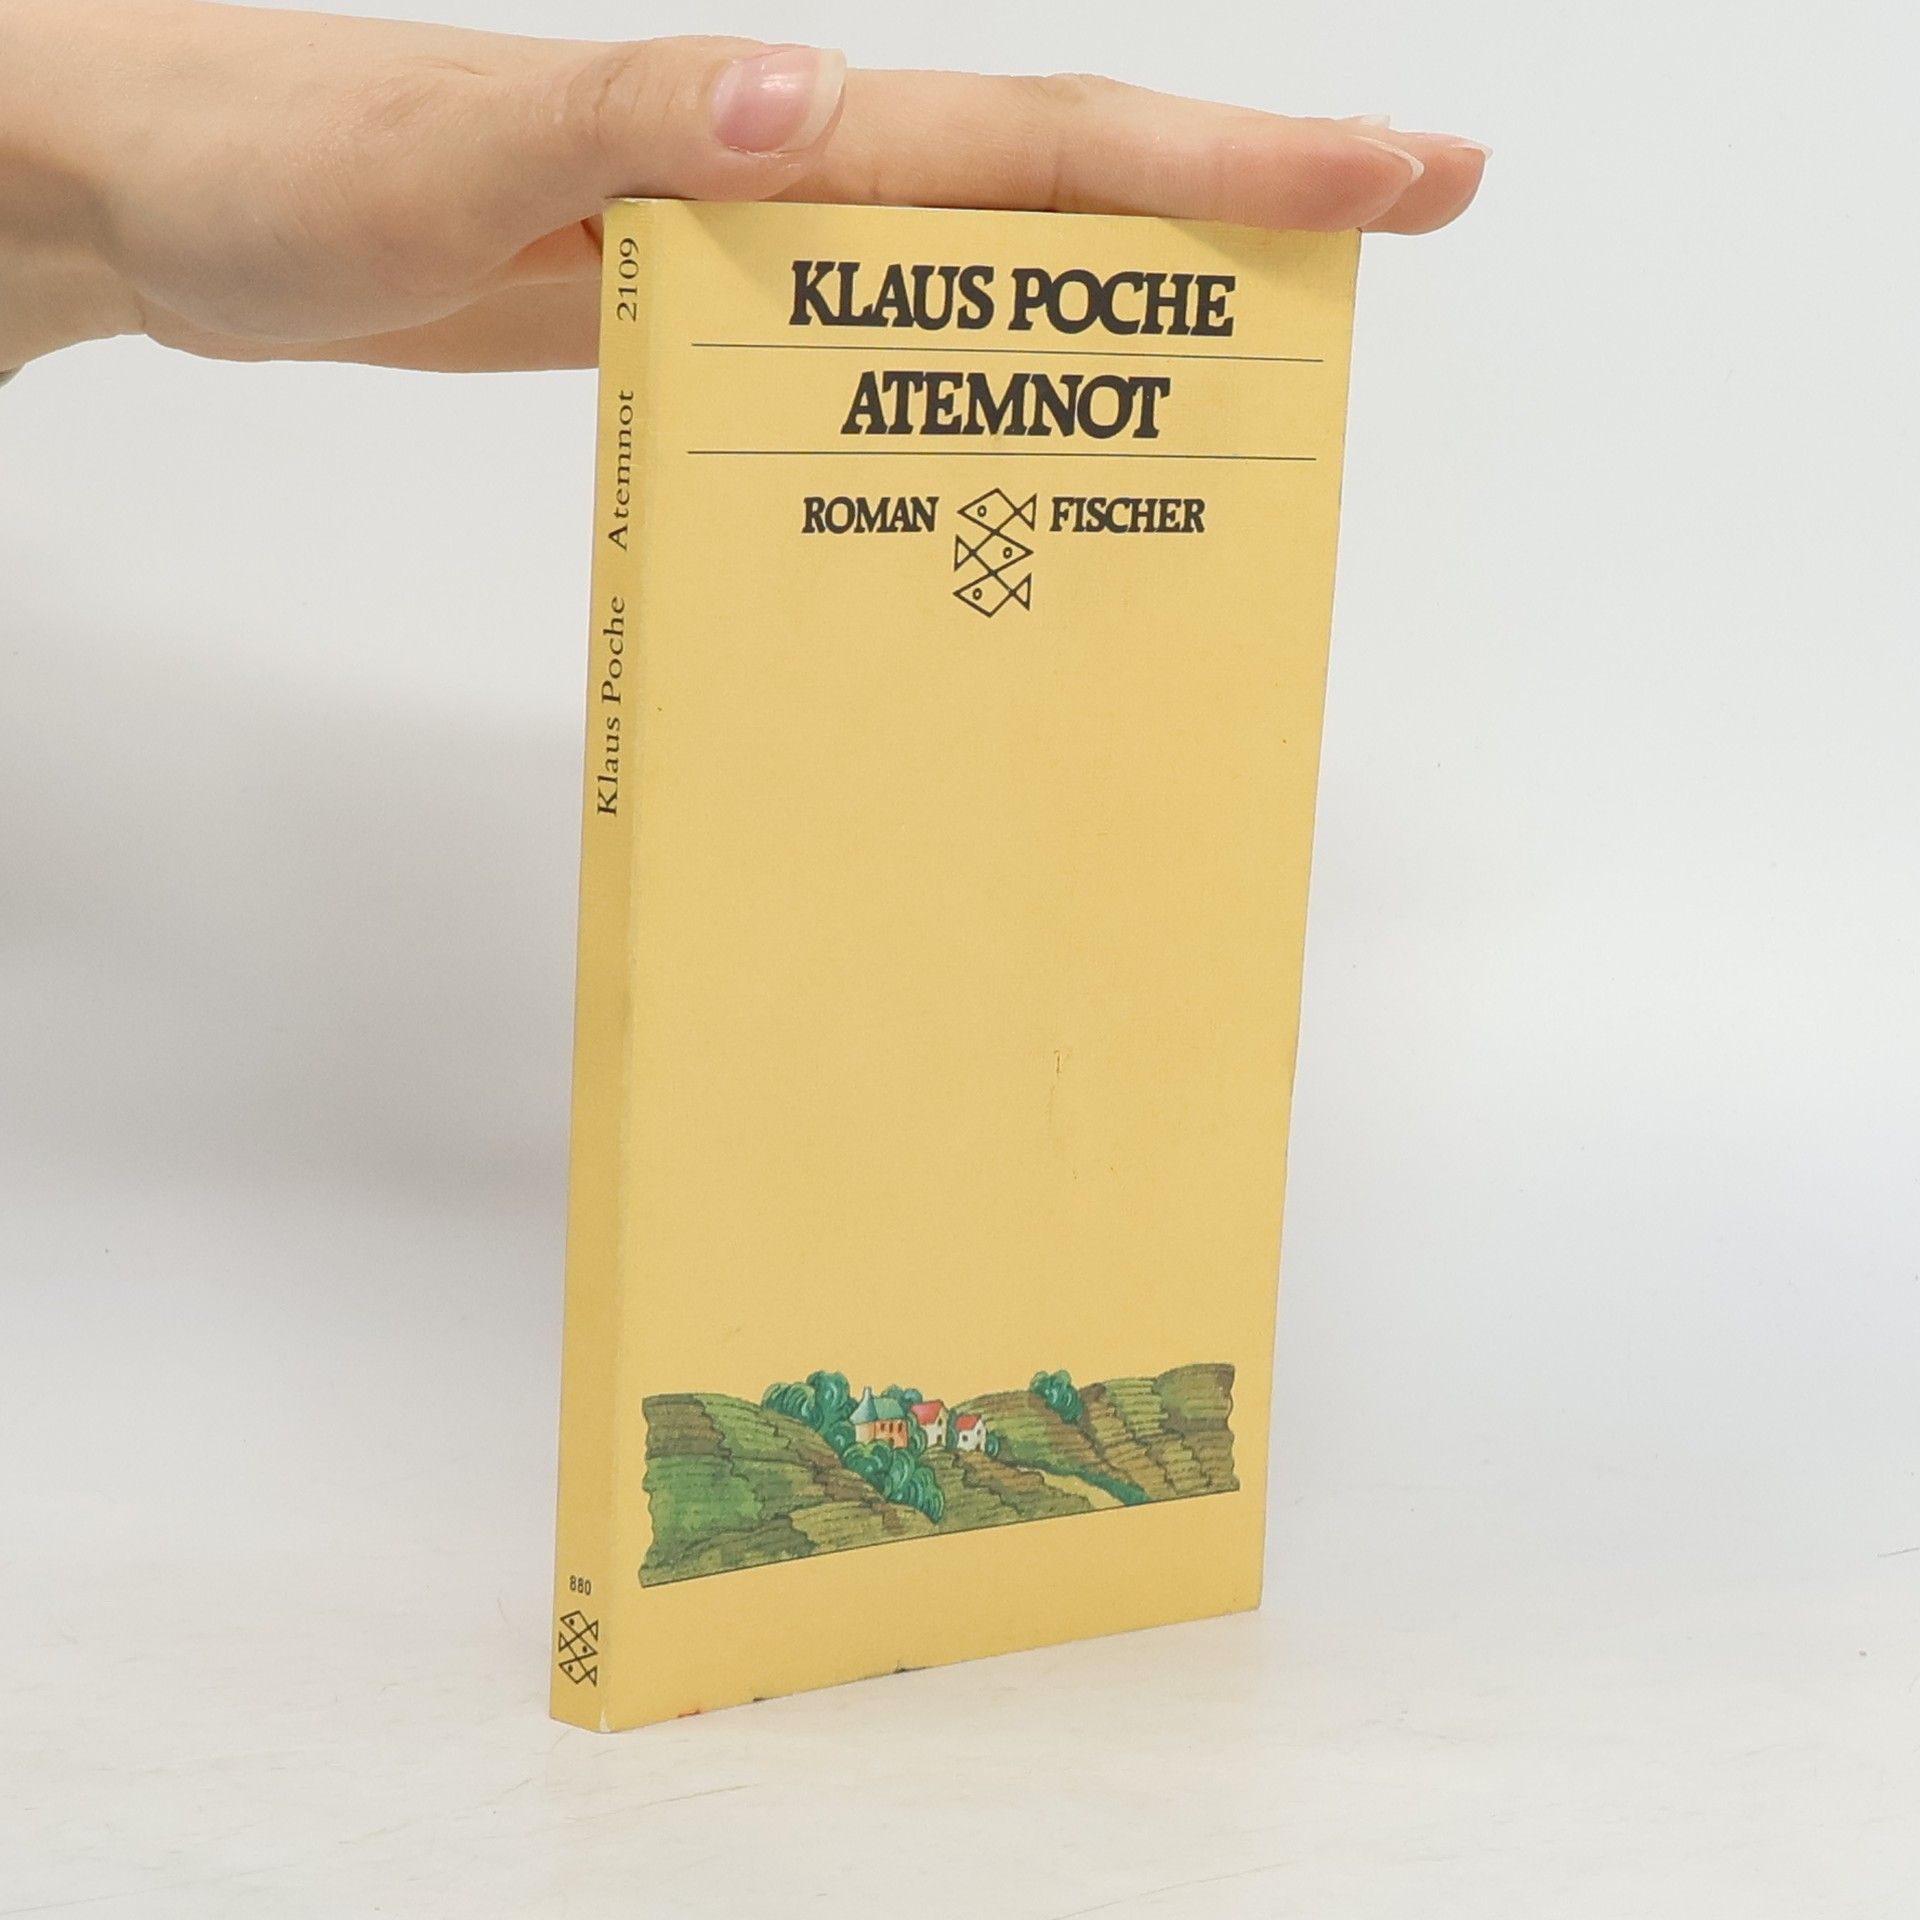 KLAUS POCHE
ATEMNOT
ROMAN FISCHER
Klaus Poche Atemnot 2109
880